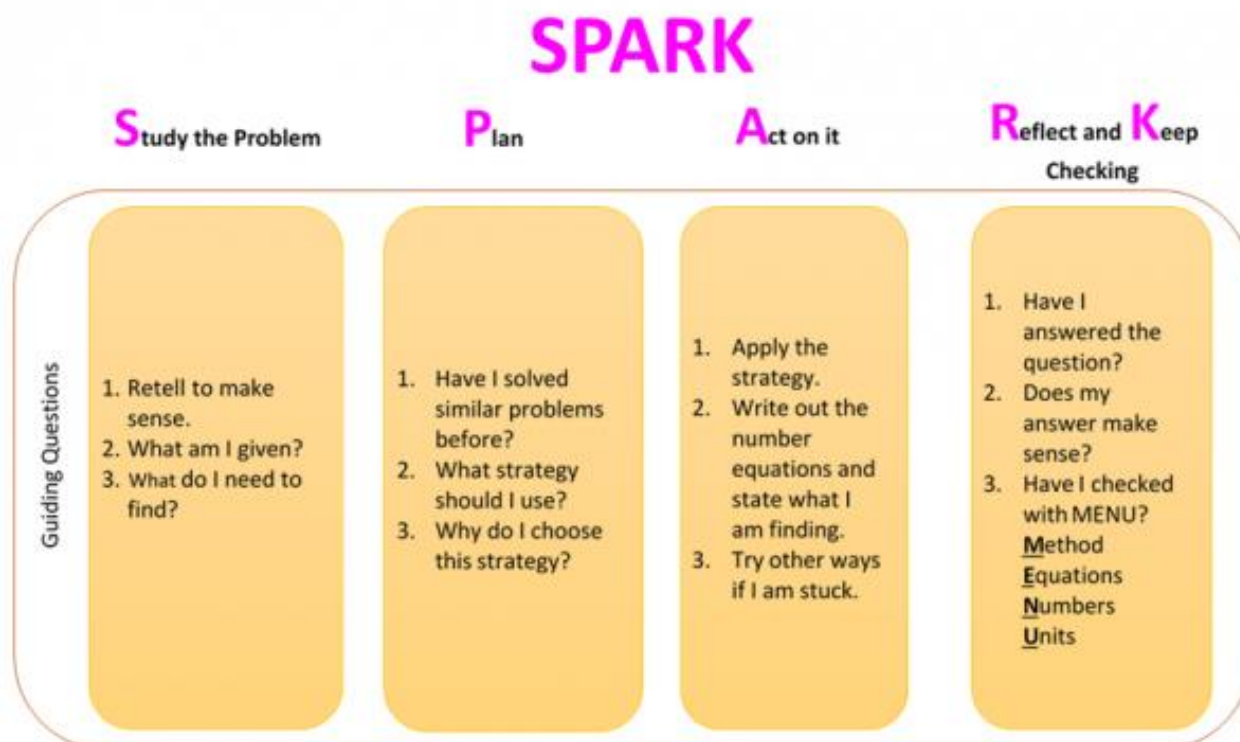 SPARK
Study the Problem
Plan
Act on it
Reflect and Keep
Checking
Guiding Questions
1. Retell to make
sense.
2. What am I given?
3. What do I need to
find?
1. Have I solved
similar problems
before?
2. What strategy
should I use?
3. Why do I choose
this strategy?
1. Apply the
strategy.
2. Write out the
number
equations and
state what I
am finding.
3. Try other ways
if I am stuck.
1. Have I
answered the
question?
2. Does my
answer make
sense?
3. Have I checked
with MENU?
Method
Equations
Numbers
Units